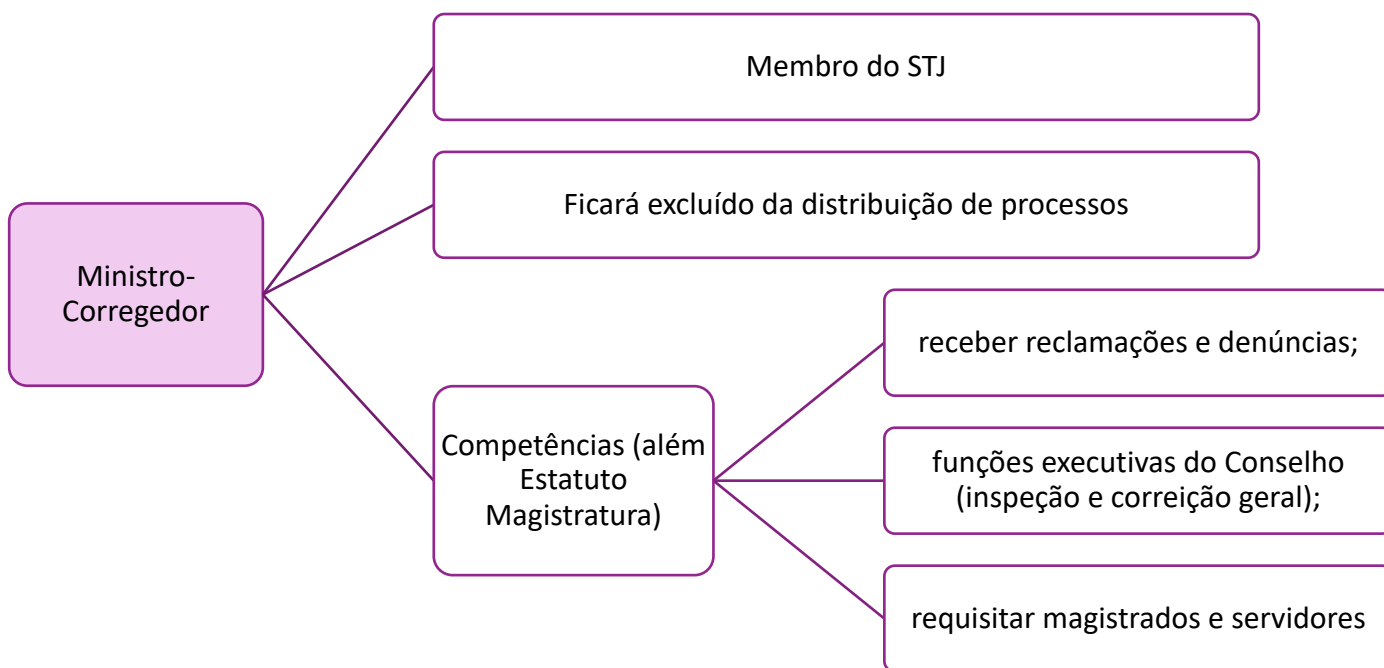 Membro do STJ
Ficará excluído da distribuição de processos
Ministro-
Corregedor
Competências (além
Estatuto
Magistratura)
receber reclamações e denúncias;
funções executivas do Conselho
(inspeção e correição geral);
requisitar magistrados e servidores